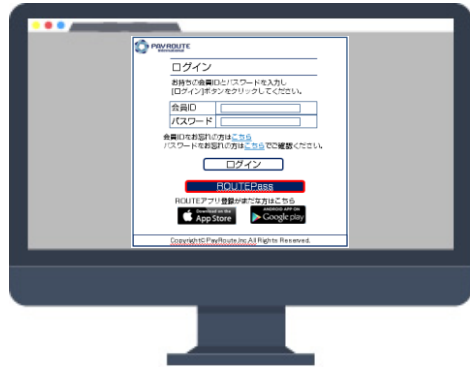 PAYROUTE
ログイン
お持ちの会員IDとパスワードを入力し
[ログイン]ボタンをクリックしてください。
会員ID
パスワード
会員IDをお忘れの方はこちら
パスワードをお忘れの方はこちらでご確認ください。
ログイン
ROUTEPass
ROUTEアプリ登録がまだな方はこちら
Download on the
App Store
ANDROID APP ON
Google play
Copyright© PayRoute.Inc.All Rights Reserved.